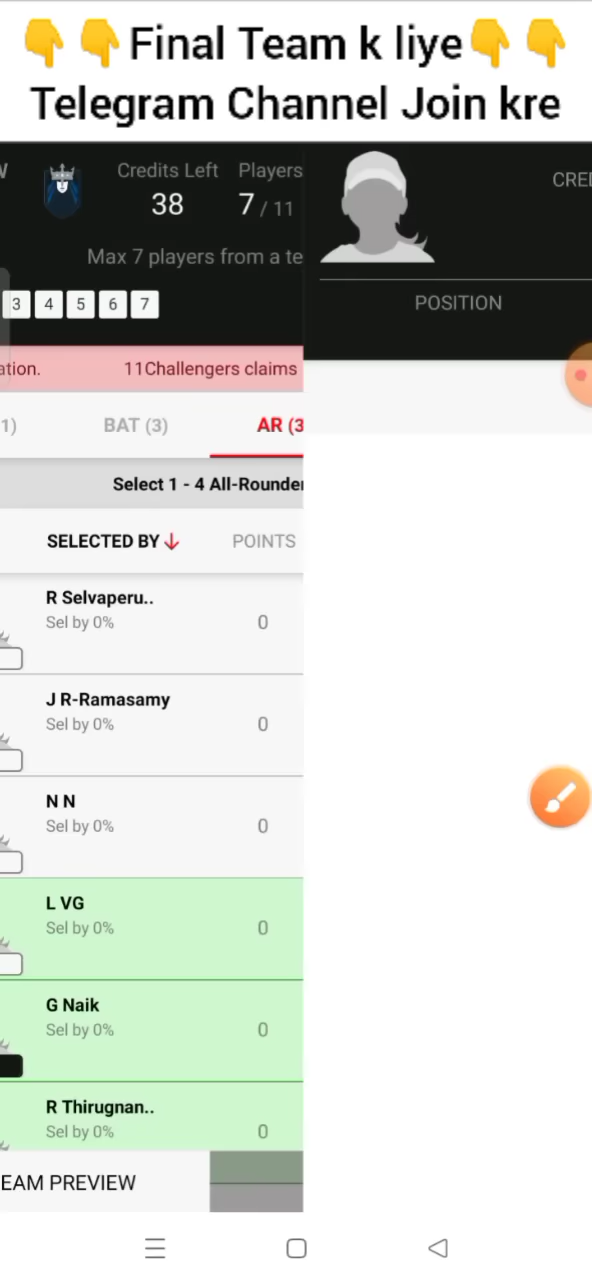 👇👇Final Team k liye👇👇
Telegram Channel Join kre
Credits Left Players
38 7 / 11
Max 7 players from a te
3 4 5 6 7
CRE
POSITION
ation. 11Challengers claims
1) BAT (3) AR (3
Select 1 - 4 All-Rounder
SELECTED BY POINTS
R Selvaperu..
Sel by 0% 0
J R-Ramasamy
Sel by 0% 0
N N
Sel by 0% 0
L VG
Sel by 0% 0
G Naik
Sel by 0% 0
R Thirugnan..
Sel by 0% 0
EAM PREVIEW